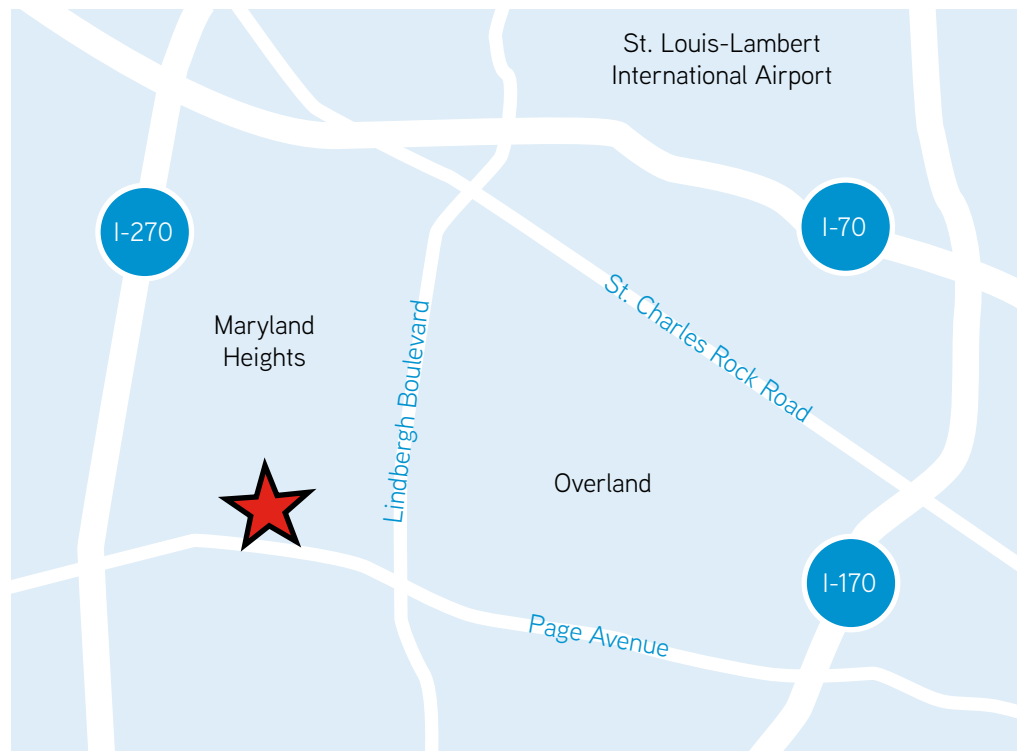 St. Louis-Lambert
International Airport
I-270
I-70
Maryland
Heights
Lindbergh Boulevard
St. Charles Rock Road
Overland
I-170
Page Avenue